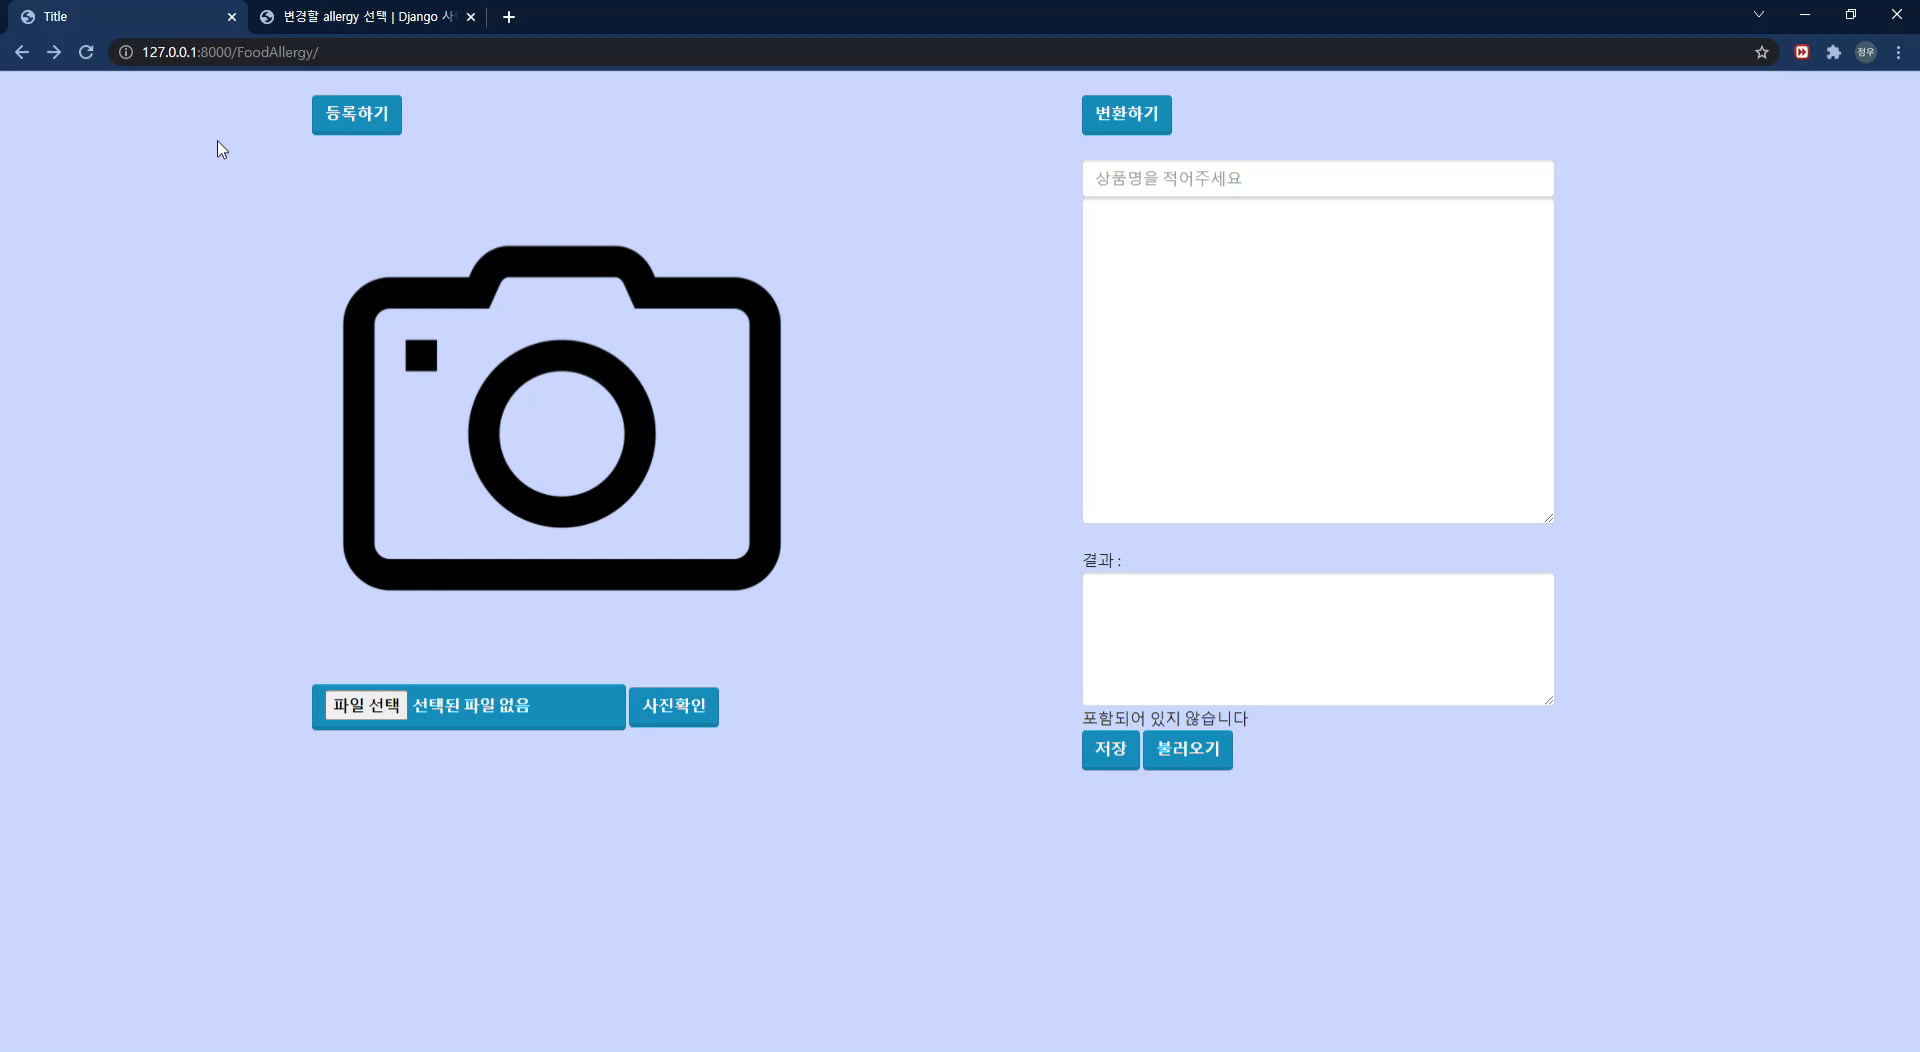 Title
변경할 allergy 선택 | Django 사
127.0.0.1:8000/FoodAllergy/
정우
등록하기
변환하기
상품명을 적어주세요
결과 :
파일 선택 선택된 파일 없음
사진확인
포함되어 있지 않습니다
저장
불러오기